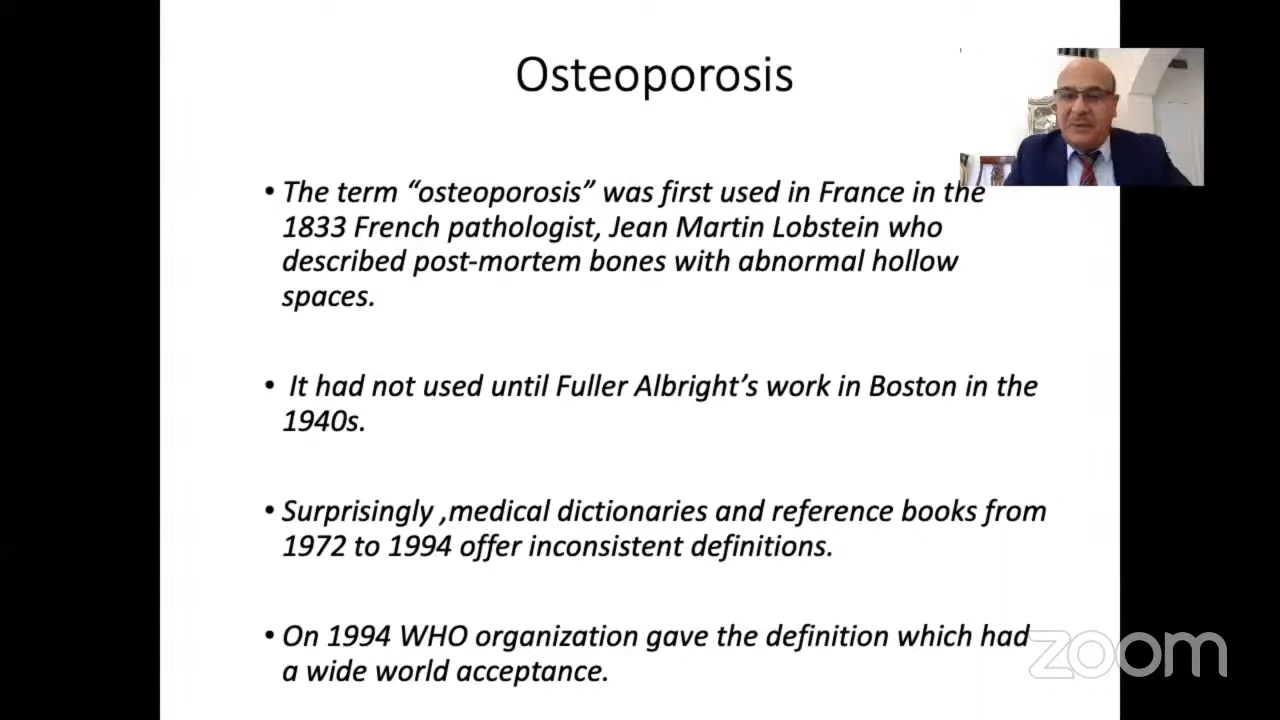 Osteoporosis
• The term “osteoporosis” was first used in France in the
1833 French pathologist, Jean Martin Lobstein who
described post-mortem bones with abnormal hollow
spaces.
• It had not used until Fuller Albright’s work in Boston in the
1940s.
• Surprisingly ,medical dictionaries and reference books from
1972 to 1994 offer inconsistent definitions.
• On 1994 WHO organization gave the definition which had
a wide world acceptance.
zoom